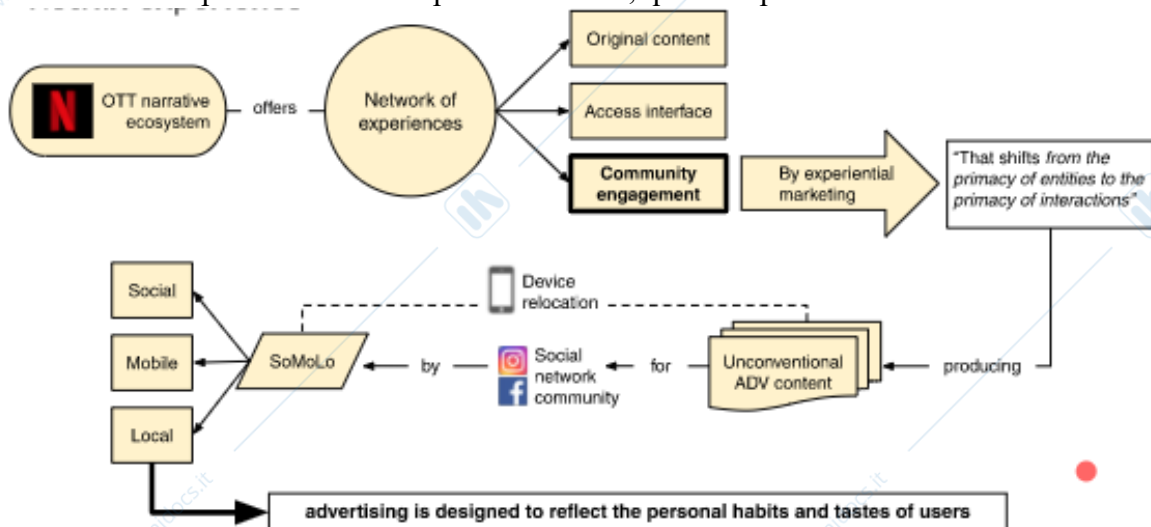 Original content
OTT narrative
ecosystem
offers
Network of
experiences
Access interface
Community
engagement
By experiential
marketing
"That shifts from the
primacy of entities to the
primacy of interactions"
Social
Device
relocation
Mobile
SoMoLo
by
Social
network
community
for
Unconventional
ADV content
producing
Local
advertising is designed to reflect the personal habits and tastes of users